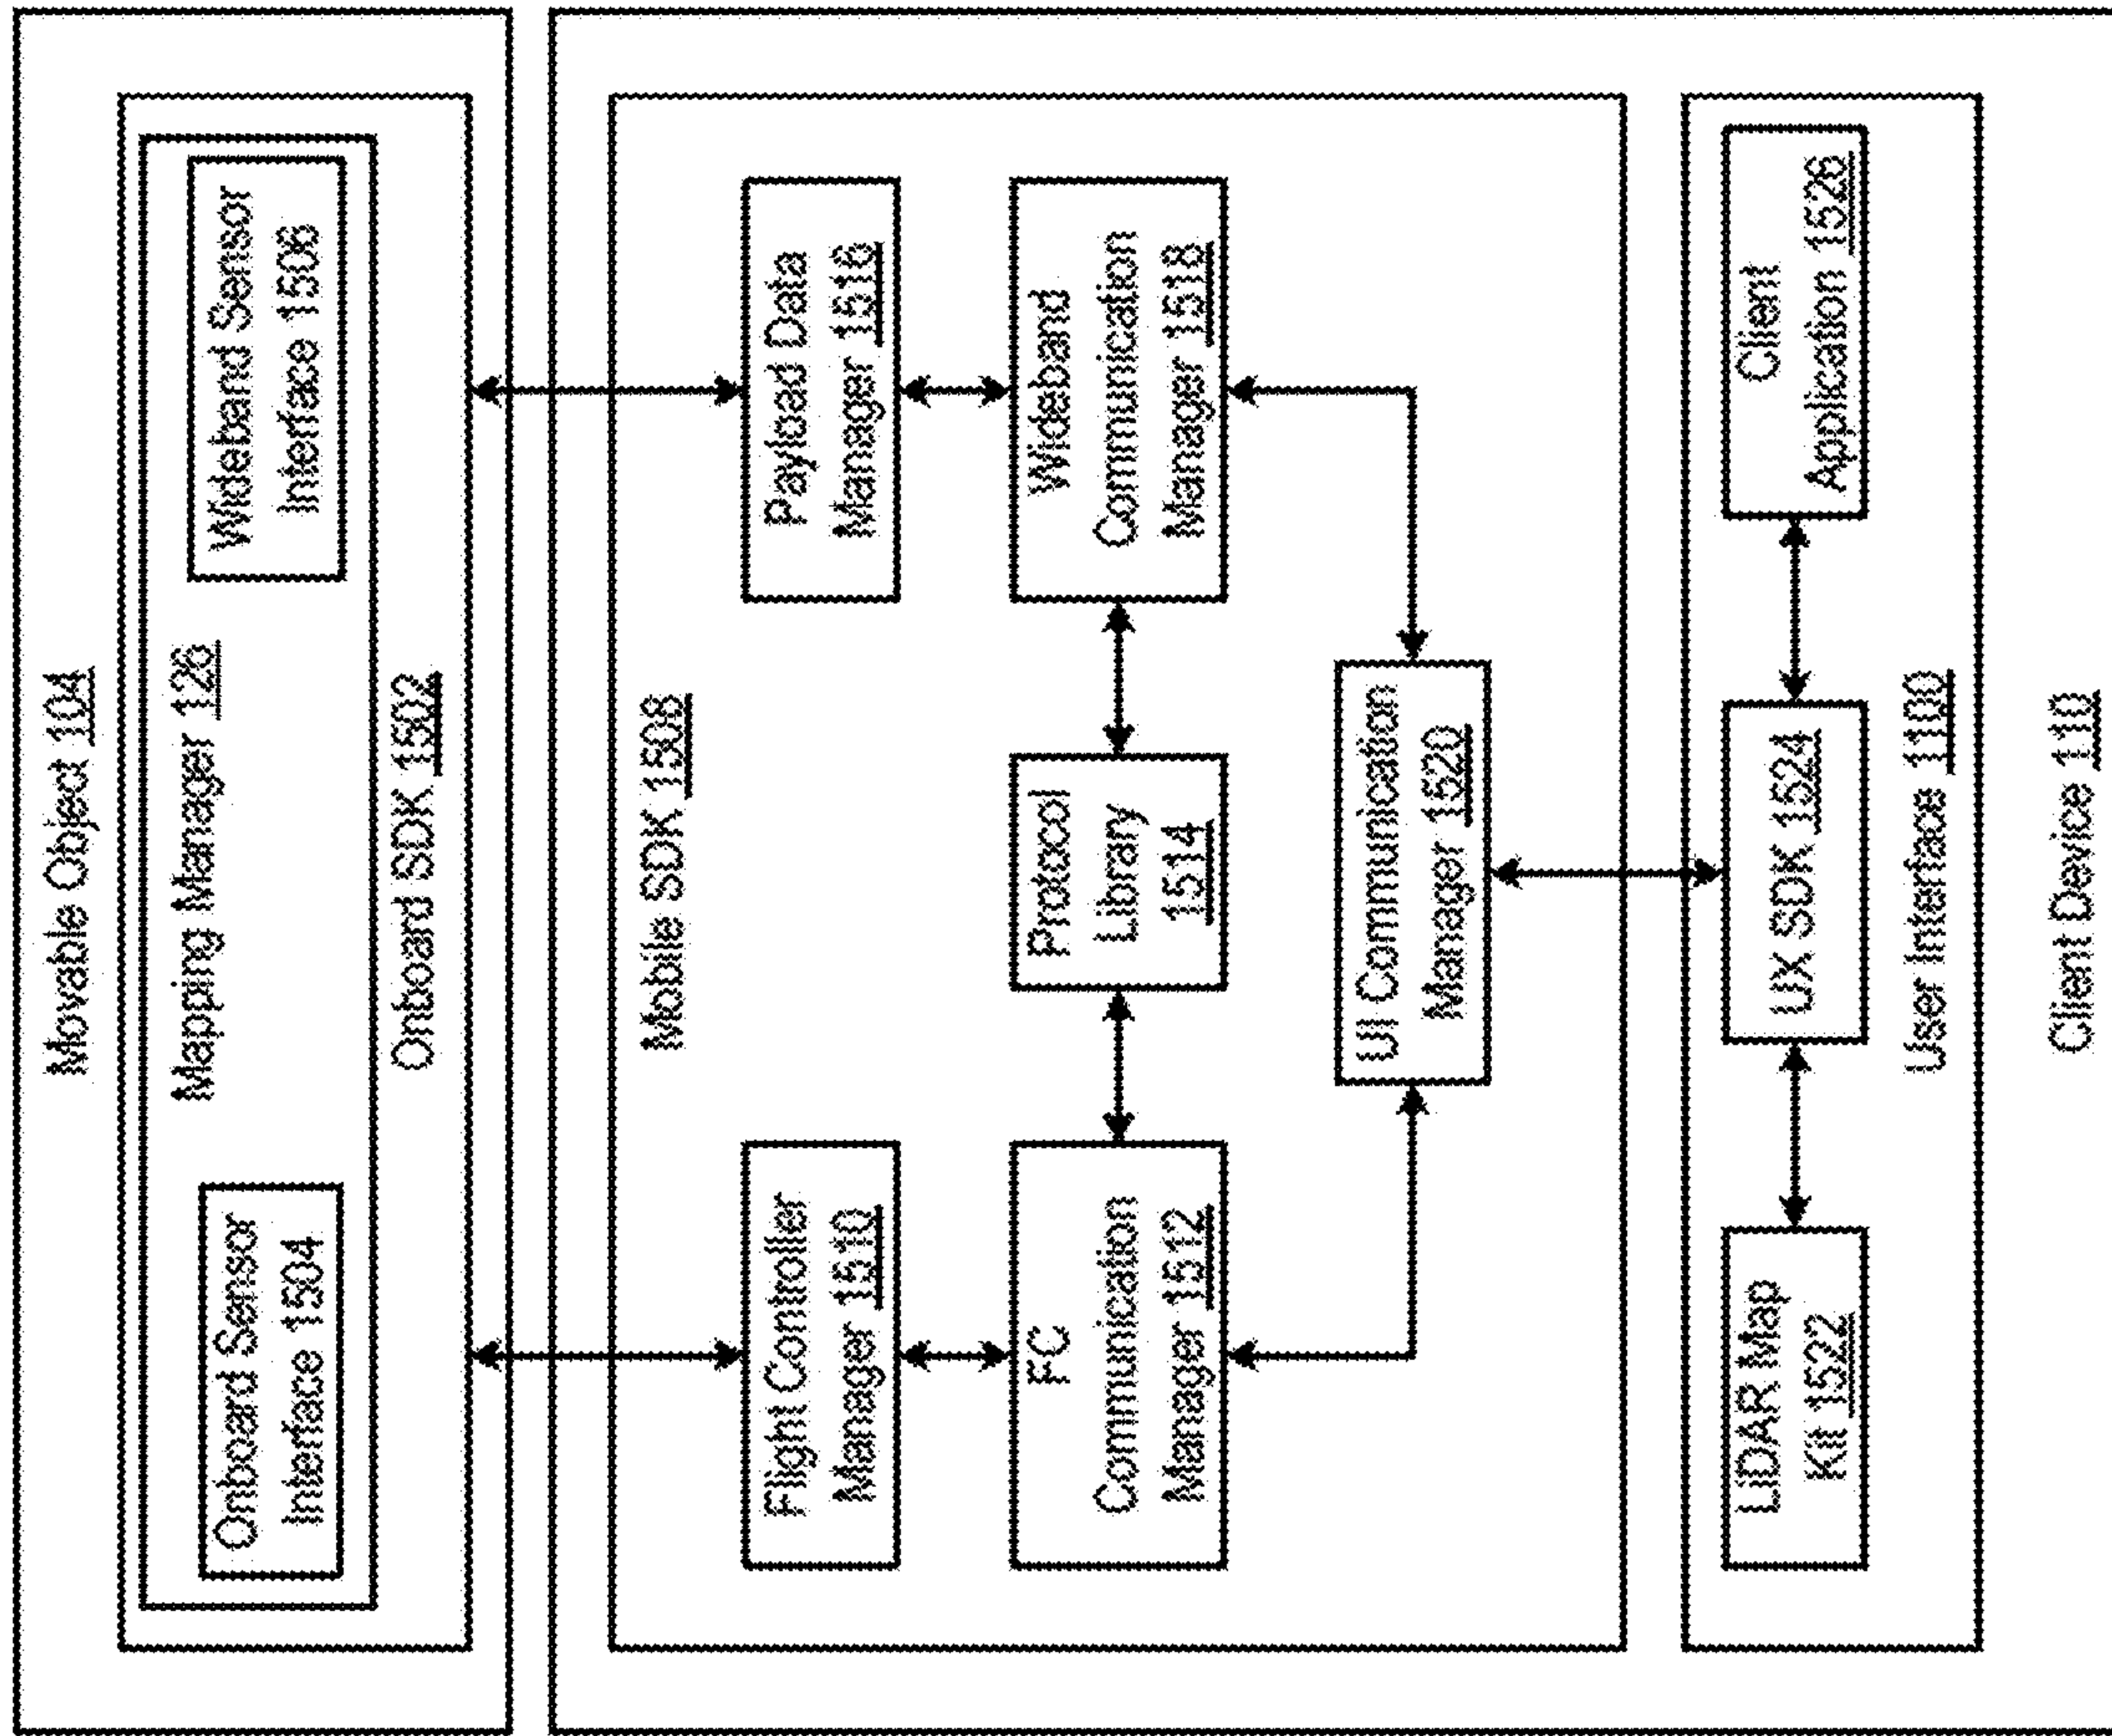 Movable Object 104
Mapping Manager 126
Onboard Sensor
Interface 1504
Wideband Sensor
Interface 1506
Onboard SDK 1502
Mobile SDK 1508
Flight Controller
Manager 1510
Payload Data
Manager 1516
FC
Communication
Manager 1512
Protocol
Library
1514
Wideband
Communication
Manager 1518
UI Communication
Manager 1520
LiDAR Map
Kit 1522
UX SDK 1524
Client
Application 1526
User Interface 1100
Client Device 110